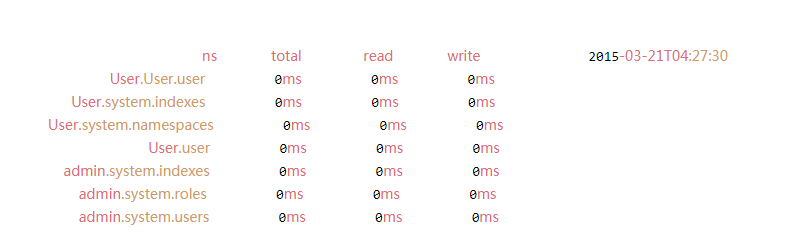 ns total read write 2015-03-21T04:27:30
User.User.user 0ms 0ms 0ms
User.system.indexes 0ms 0ms 0ms
User.system.namespaces 0ms 0ms 0ms
User.user 0ms 0ms 0ms
admin.system.indexes 0ms 0ms 0ms
admin.system.roles 0ms 0ms 0ms
admin.system.users 0ms 0ms 0ms